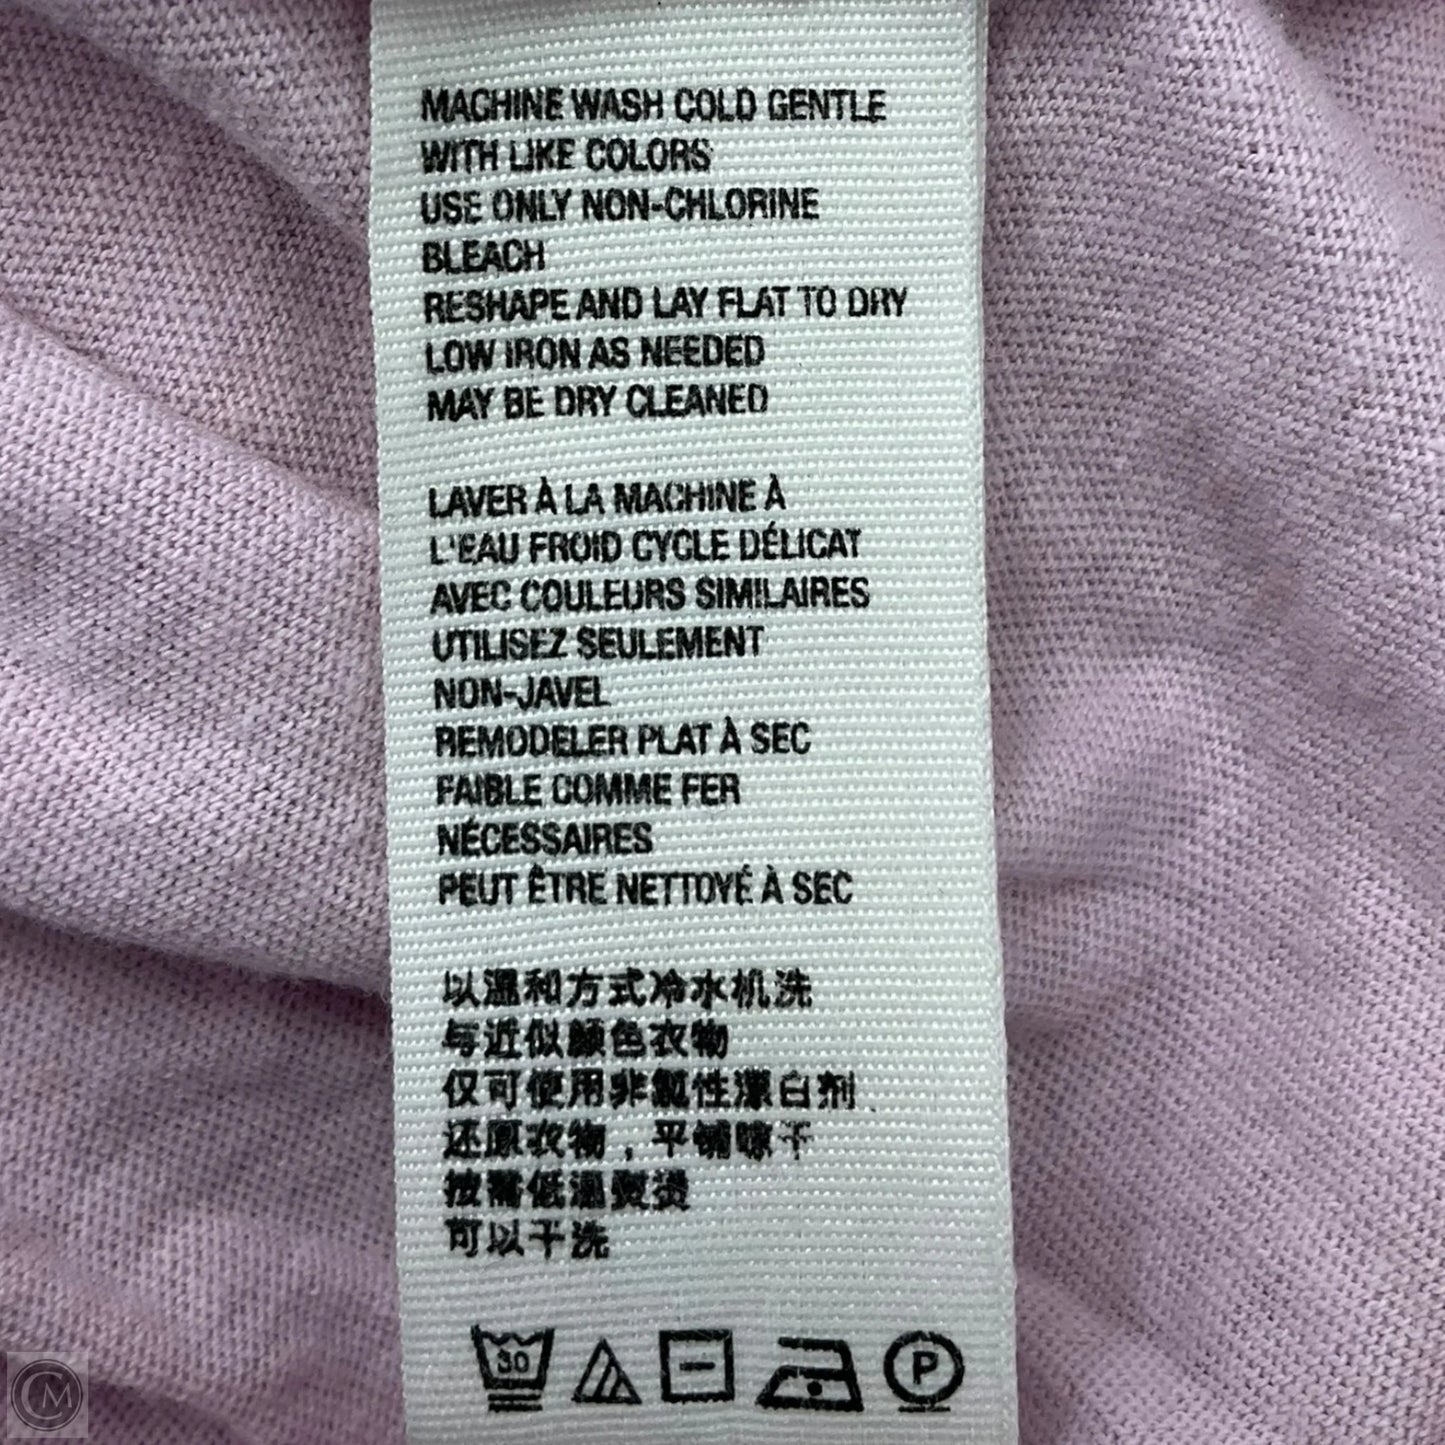 MACHINE WASH COLD GENTLE
WITH LIKE COLORS
USE ONLY NON-CHLORINE
BLEACH
RESHAPE AND LAY FLAT TO DRY
LOW IRON AS NEEDED
MAY BE DRY CLEANED
LAVER À LA MACHINE À
L'EAU FROID CYCLE DÉLICAT
AVEC COULEURS SIMILAIRES
UTILISEZ SEULEMENT
NON-JAVEL
REMODELER PLAT À SEC
FAIBLE COMME FER
NÉCESSAIRES
PEUT ÊTRE NETTOYÉ À SEC
以温和方式冷水机洗
与近似颜色衣物
仅可使用非氯性漂白剂
还原衣物，平铺晾干
按需低温熨烫
可以干洗
30
P
CM